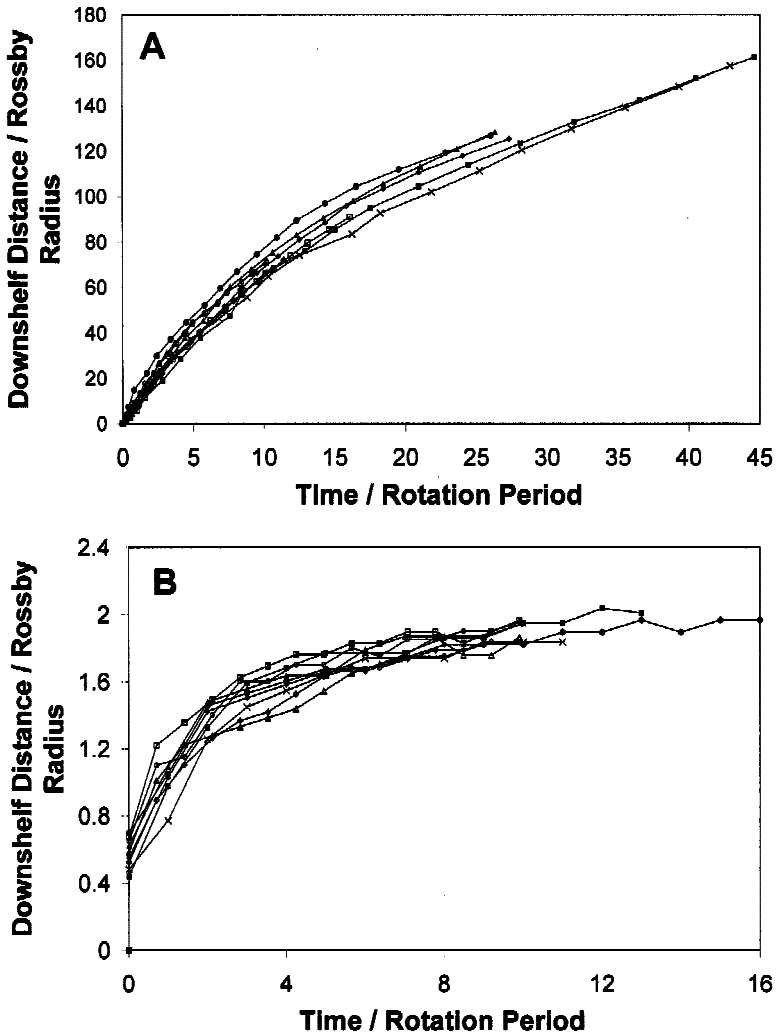 A
Downshelf Distance / Rossby
Radius
180
160
140
120
100
80
60
40
20
0
0 5 10 15 20 25 30 35 40 45
Time / Rotation Period
B
Downshelf Distance / Rossby
Radius
2.4
2
1.6
1.2
0.8
0.4
0
0 4 8 12 16
Time / Rotation Period